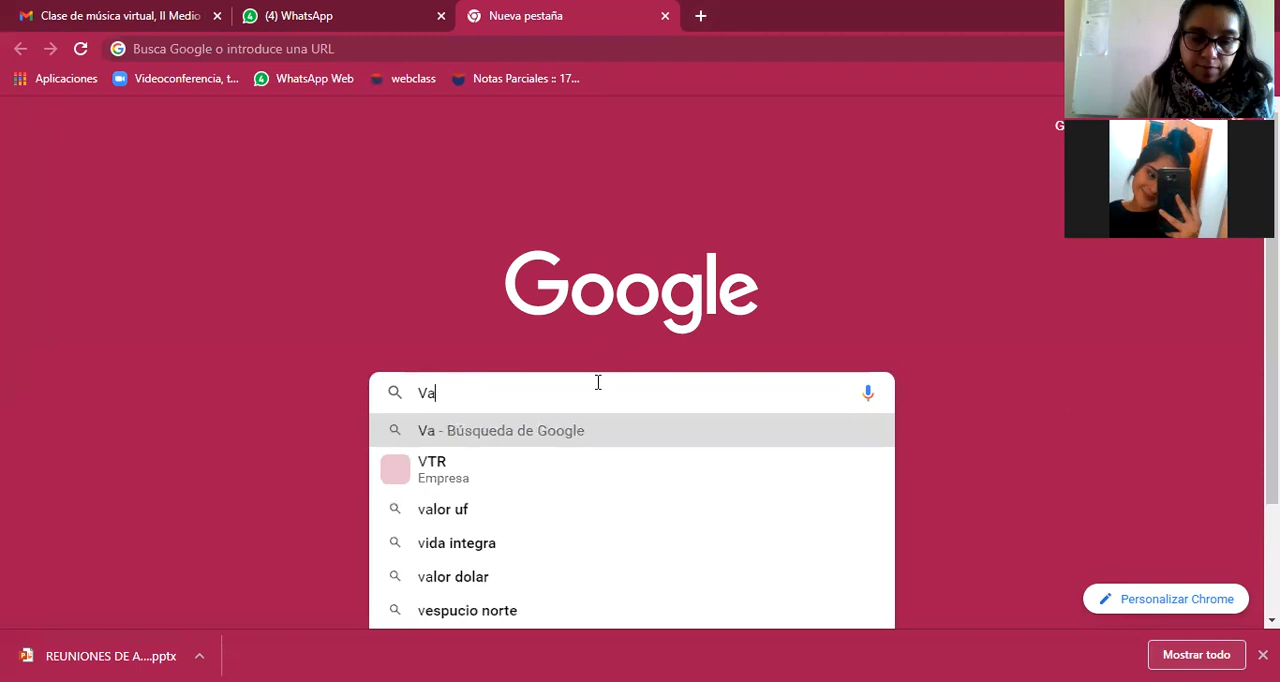 Clase de música virtual, II Medio
(4) WhatsApp
Nueva pestaña
Busca Google o introduce una URL
Aplicaciones
Videoconferencia, t...
WhatsApp Web
webclass
Notas Parciales :: 17...
G
Google
Va
Va - Búsqueda de Google
VTR
Empresa
valor uf
vida integra
valor dolar
vespucio norte
Personalizar Chrome
REUNIONES DE A....pptx
Mostrar todo